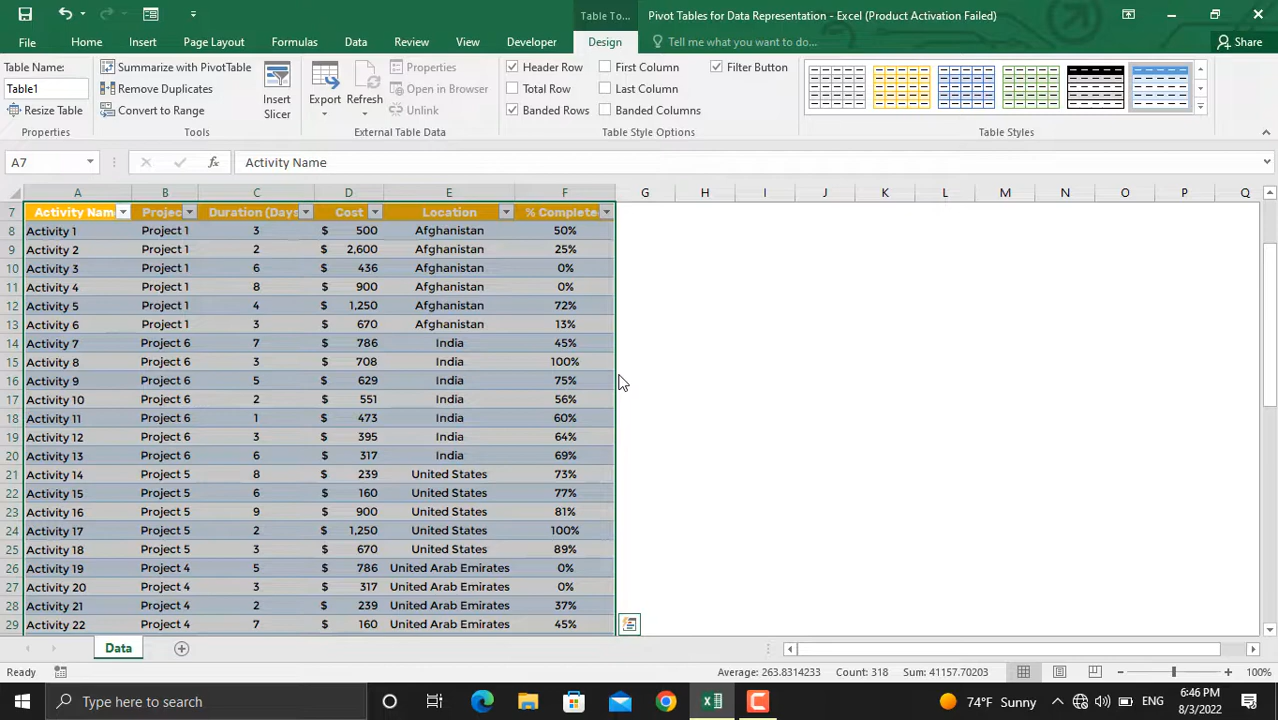 Table To...
Pivot Tables for Data Representation - Excel (Product Activation Failed)
File Home Insert Page Layout Formulas Data Review View Developer Design Tell me what you want to do... Share
Table Name: Summarize with PivotTable Properties Header Row First Column Filter Button
Table1 Remove Duplicates Insert Slicer Export Refresh Open in Browser Total Row Last Column
Resize Table Convert to Range Unlink Banded Rows Banded Columns
Properties Tools External Table Data Table Style Options Table Styles
A7 fx Activity Name
A B C D E F G H I J K L M N O P Q
7 Activity Nam Projec Duration (Days Cost Location % Complete
8 Activity 1 Project 1 3 $ 500 Afghanistan 50%
9 Activity 2 Project 1 2 $ 2,600 Afghanistan 25%
10 Activity 3 Project 1 6 $ 436 Afghanistan 0%
11 Activity 4 Project 1 8 $ 900 Afghanistan 0%
12 Activity 5 Project 1 4 $ 1,250 Afghanistan 72%
13 Activity 6 Project 1 3 $ 670 Afghanistan 13%
14 Activity 7 Project 6 7 $ 786 India 45%
15 Activity 8 Project 6 3 $ 708 India 100%
16 Activity 9 Project 6 5 $ 629 India 75%
17 Activity 10 Project 6 2 $ 551 India 56%
18 Activity 11 Project 6 1 $ 473 India 60%
19 Activity 12 Project 6 3 $ 395 India 64%
20 Activity 13 Project 6 6 $ 317 India 69%
21 Activity 14 Project 5 8 $ 239 United States 73%
22 Activity 15 Project 5 6 $ 160 United States 77%
23 Activity 16 Project 5 9 $ 900 United States 81%
24 Activity 17 Project 5 2 $ 1,250 United States 100%
25 Activity 18 Project 5 3 $ 670 United States 89%
26 Activity 19 Project 4 5 $ 786 United Arab Emirates 0%
27 Activity 20 Project 4 3 $ 317 United Arab Emirates 0%
28 Activity 21 Project 4 2 $ 239 United Arab Emirates 37%
29 Activity 22 Project 4 7 $ 160 United Arab Emirates 45%
Data
Ready Average: 263.8314233 Count: 318 Sum: 41157.70203 100%
Type here to search 74°F Sunny ENG 6:46 PM
8/3/2022